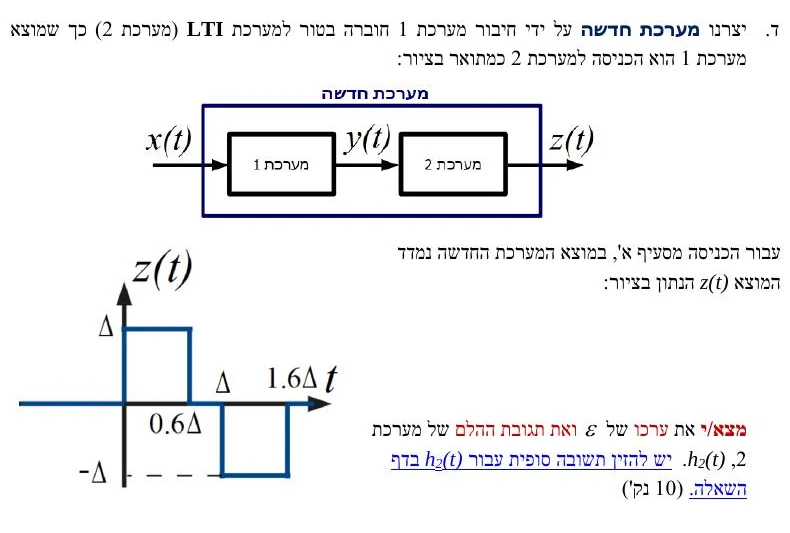 ד. יצרנו מערכת חדשה על ידי חיבור מערכת 1 חוברה בטור למערכת LTI (מערכת 2) כך שמוצא
מערכת 1 הוא הכניסה למערכת 2 כמתואר בציור:
מערכת חדשה
x(t) מערכת 1 y(t) מערכת 2 z(t)
עבור הכניסה מסעיף א', במוצא המערכת החדשה נמדד
המוצא z(t) הנתון בציור:
z(t)
Δ
Δ 1.6Δ t
0.6Δ
-Δ
מצא/י את ערכו של ε ואת תגובת ההלם של מערכת
2, h₂(t). יש להזין תשובה סופית עבור h₂(t) בדף
השאלה. (10 נק')